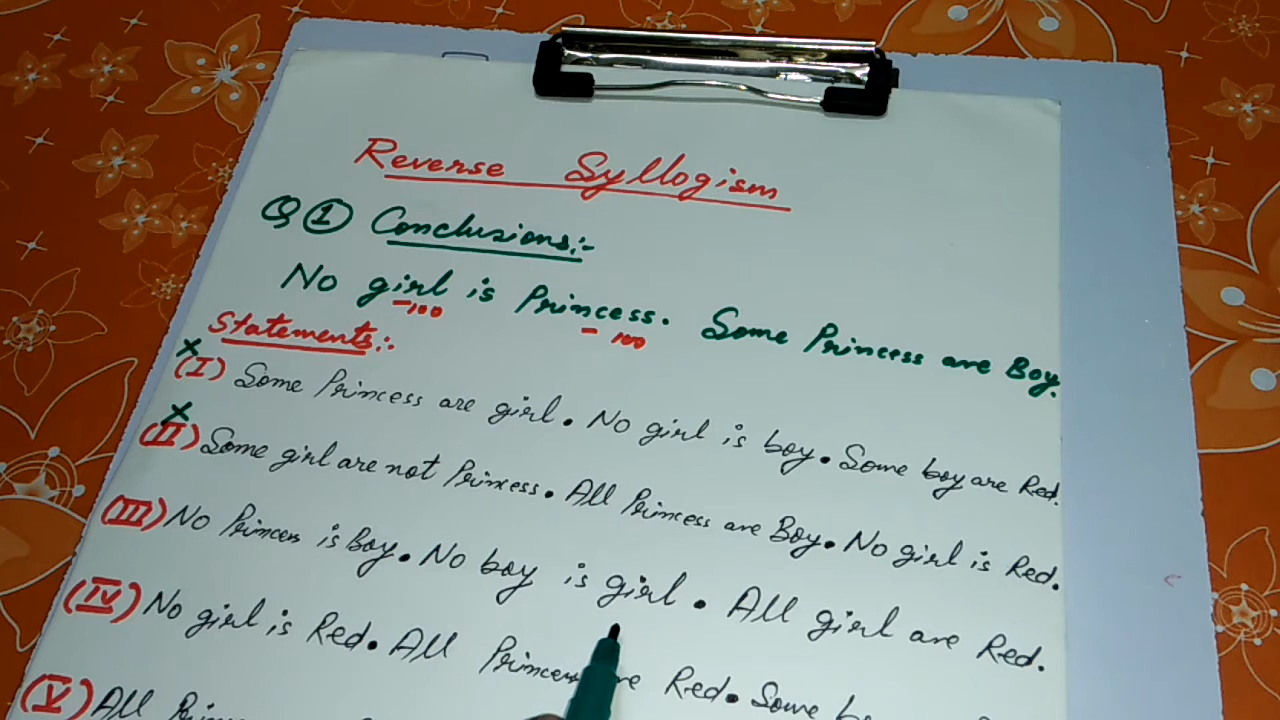 Reverse Syllogism
Q ① Conclusions:-
No girl is Princess. Some Princess are Boy.
-100 -100
Statements:-
x
(I) Some Princess are girl. No girl is boy. Some boy are Red.
x
(II) Some girl are not Princess. All Princess are Boy. No girl is Red.
(III) No Princess is Boy. No boy is girl. All girl are Red.
(IV) No girl is Red. All Princess are Red. Some
(V) All